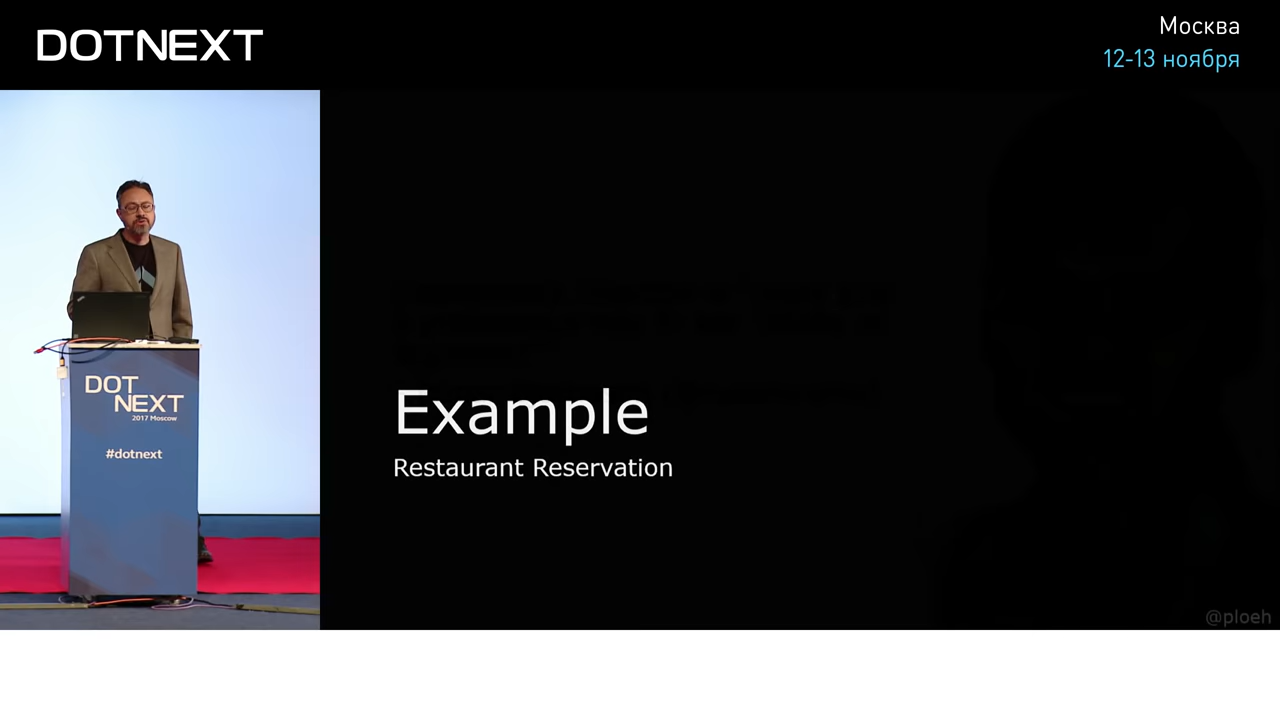 DOTNEXT
Москва
12-13 ноября
DOT
NEXT
2017 Moscow
#dotnext
Example
Restaurant Reservation
@ploeh